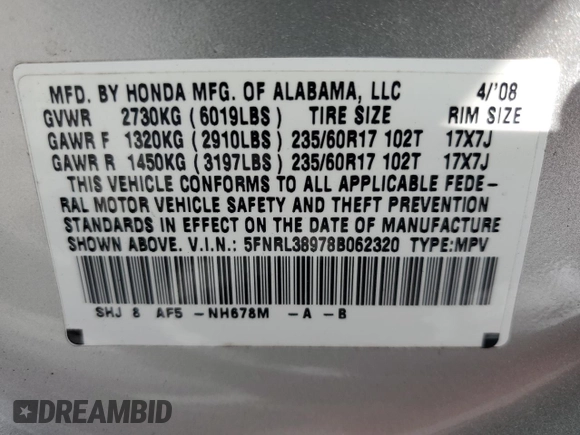 MFD. BY HONDA MFG. OF ALABAMA, LLC 4/'08
GVWR 2730KG (6019LBS) TIRE SIZE RIM SIZE
GAWR F 1320KG (2910LBS) 235/60R17 102T 17X7J
GAWR R 1450KG (3197LBS) 235/60R17 102T 17X7J
THIS VEHICLE CONFORMS TO ALL APPLICABLE FEDE-
RAL MOTOR VEHICLE SAFETY AND THEFT PREVENTION
STANDARDS IN EFFECT ON THE DATE OF MANUFACTURE
SHOWN ABOVE. V.I.N.: 5FNRL38978B062320 TYPE:MPV
SHJ 8 AF5 -NH678M -A -B
DREAMBID